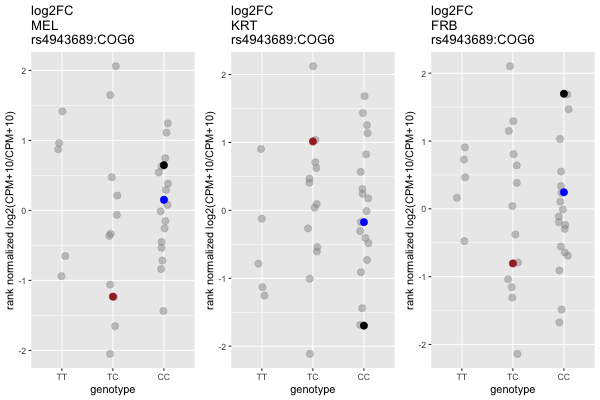 log2FC
MEL
rs4943689:COG6
rank normalized log2(CPM+10/CPM+10)
2
1
0
-1
-2
TT
TC
CC
genotype
log2FC
KRT
rs4943689:COG6
rank normalized log2(CPM+10/CPM+10)
2
1
0
-1
-2
TT
TC
CC
genotype
log2FC
FRB
rs4943689:COG6
rank normalized log2(CPM+10/CPM+10)
2
1
0
-1
-2
TT
TC
CC
genotype